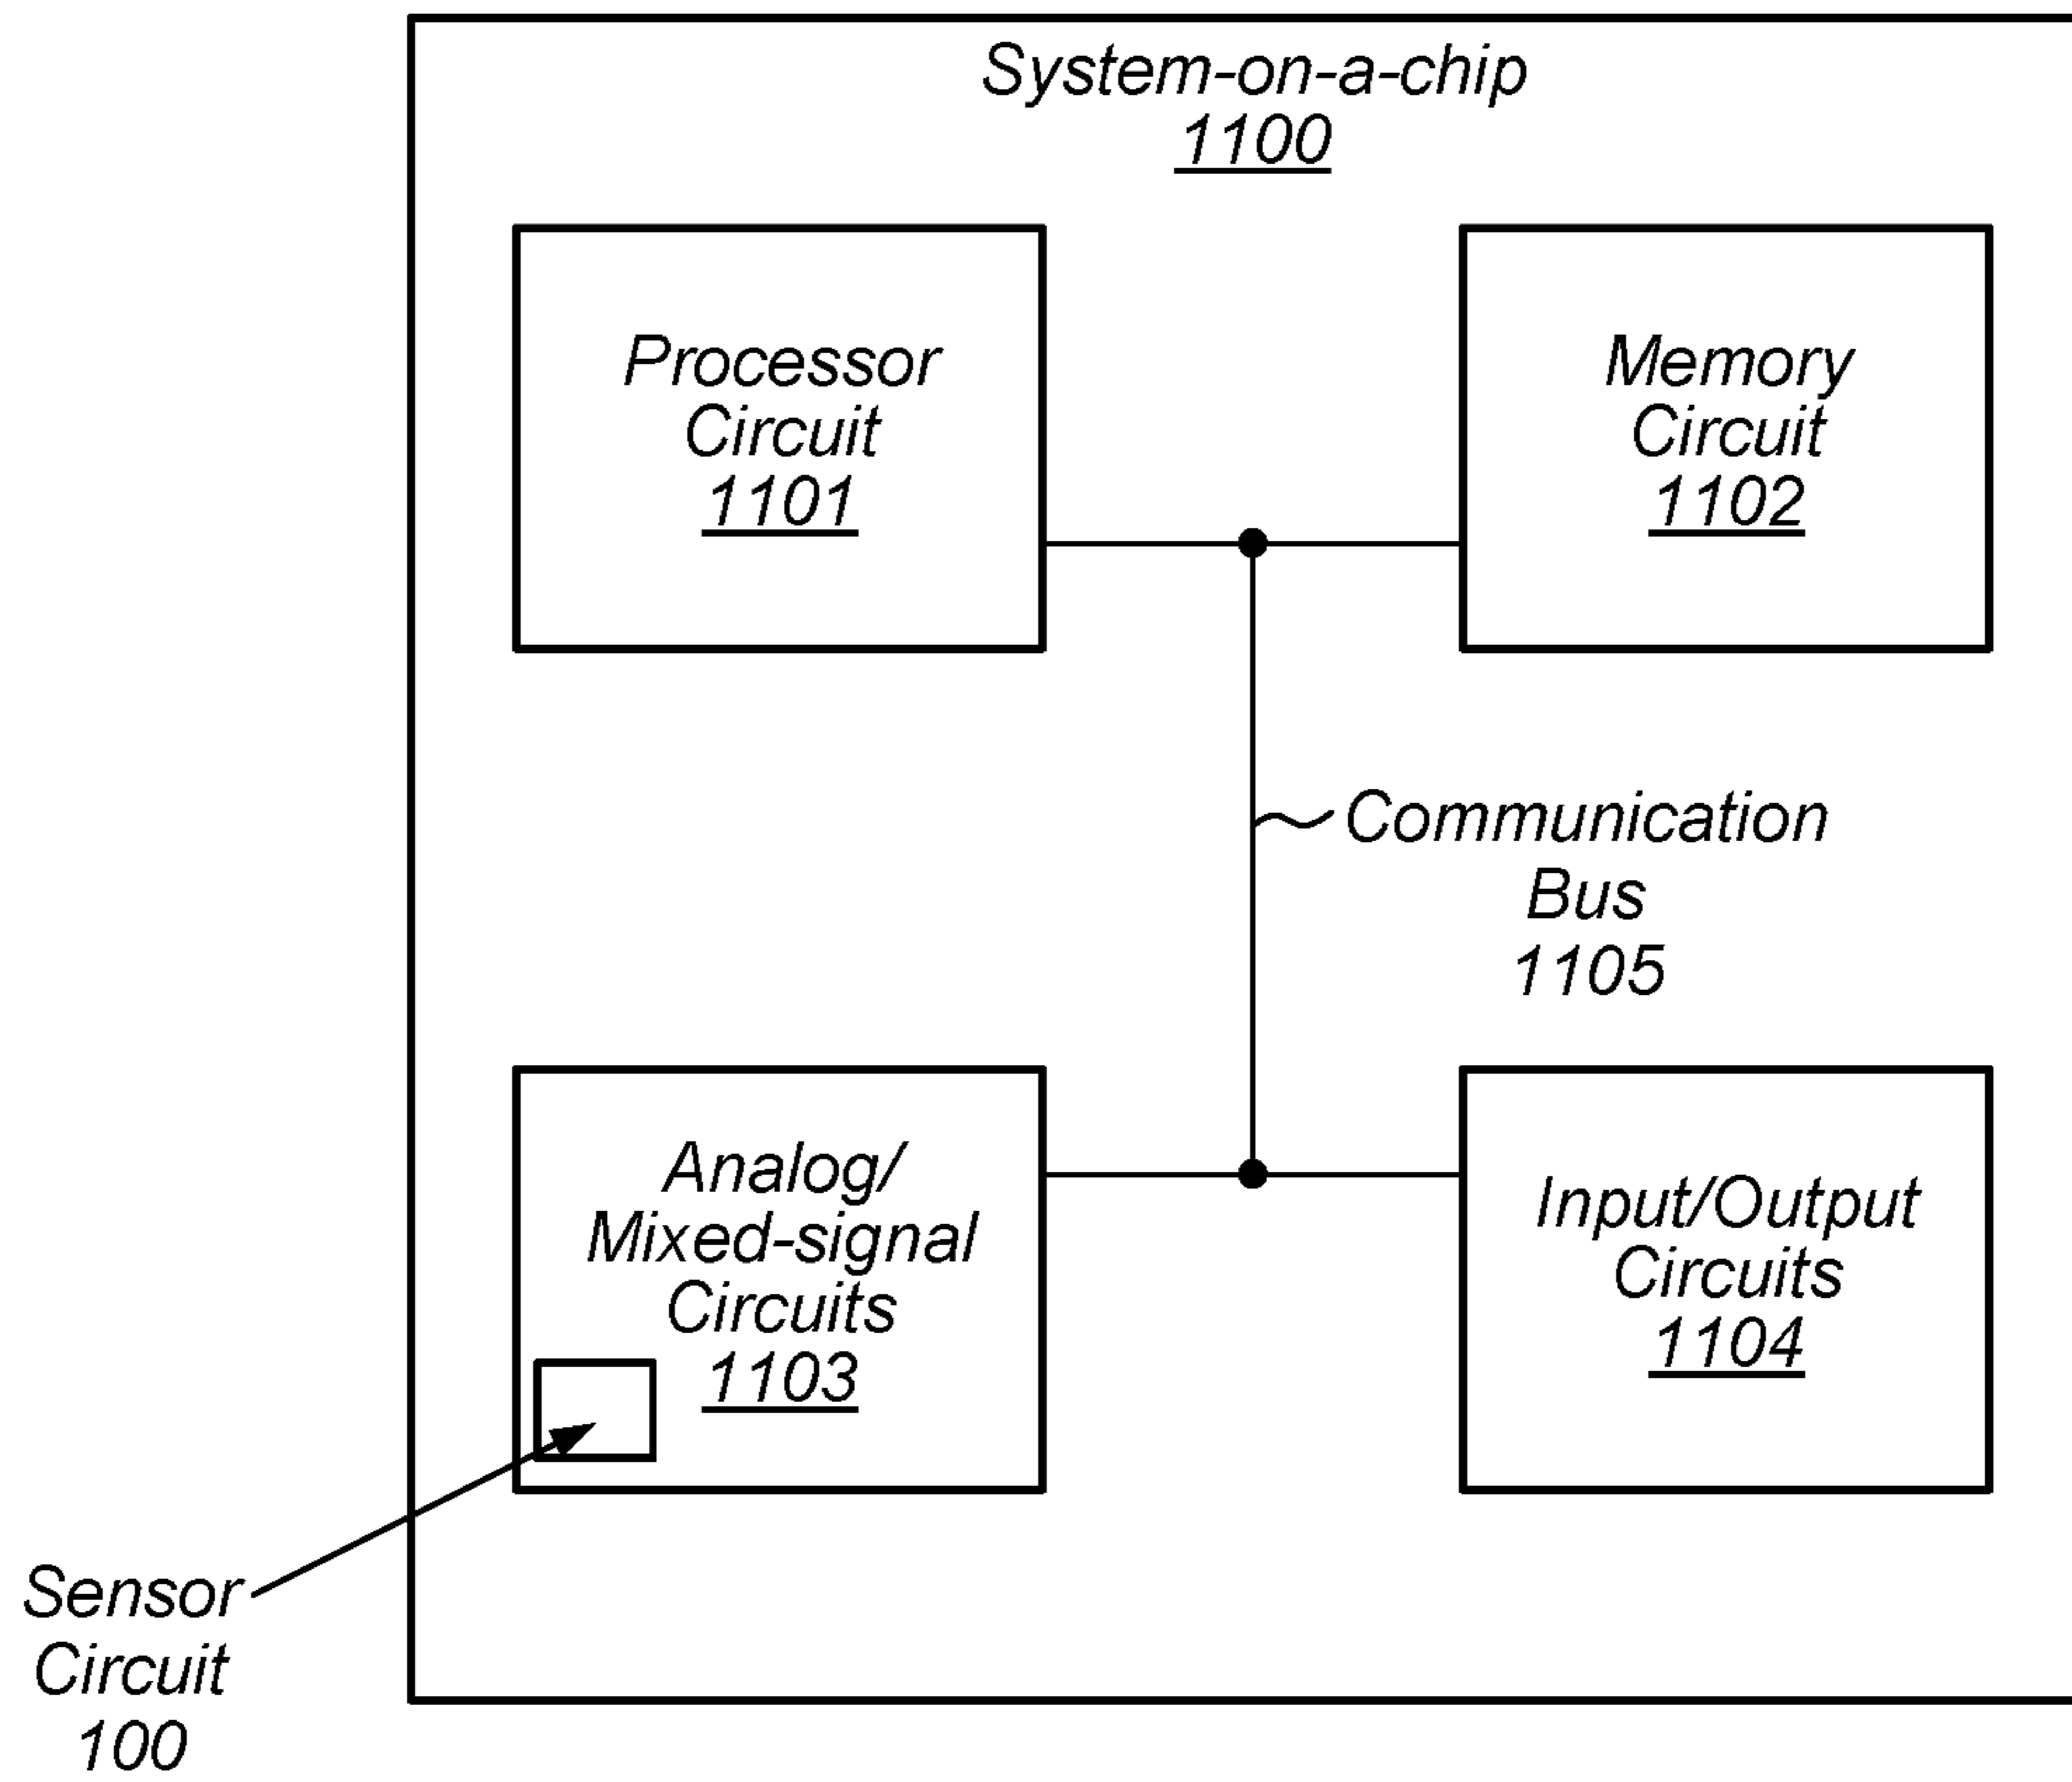 System-on-a-chip
1100
Processor
Circuit
1101
Memory
Circuit
1102
Communication
Bus
1105
Analog/
Mixed-signal
Circuits
1103
Input/Output
Circuits
1104
Sensor
Circuit
100